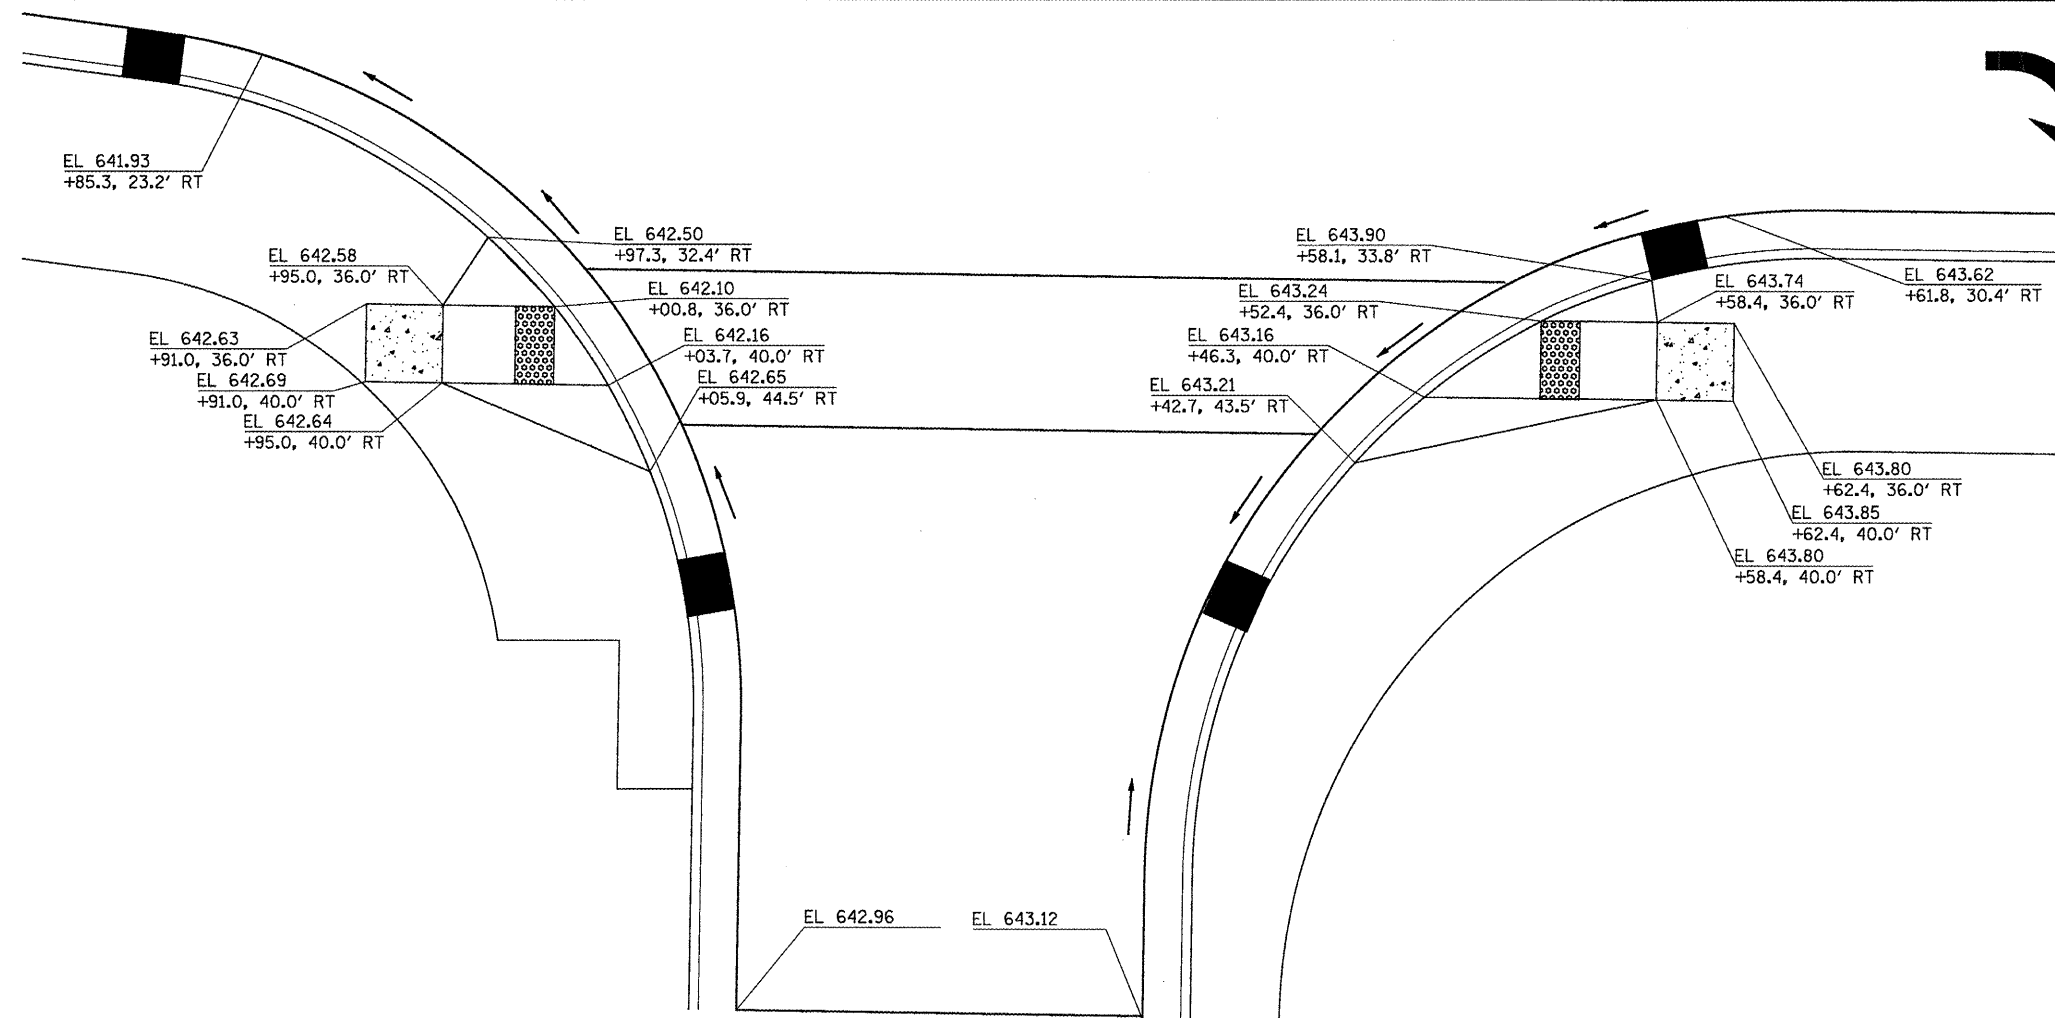 EL 641.93
+85.3, 23.2' RT
EL 642.50
+97.3, 32.4' RT
EL 642.58
+95.0, 36.0' RT
EL 642.10
+00.8, 36.0' RT
EL 642.63
+91.0, 36.0' RT
EL 642.16
+03.7, 40.0' RT
EL 642.69
+91.0, 40.0' RT
EL 642.65
+05.9, 44.5' RT
EL 642.64
+95.0, 40.0' RT
EL 643.90
+58.1, 33.8' RT
EL 643.62
+61.8, 30.4' RT
EL 643.74
+58.4, 36.0' RT
EL 643.24
+52.4, 36.0' RT
EL 643.16
+46.3, 40.0' RT
EL 643.21
+42.7, 43.5' RT
EL 643.80
+62.4, 36.0' RT
EL 643.85
+62.4, 40.0' RT
EL 643.80
+58.4, 40.0' RT
EL 642.96
EL 643.12